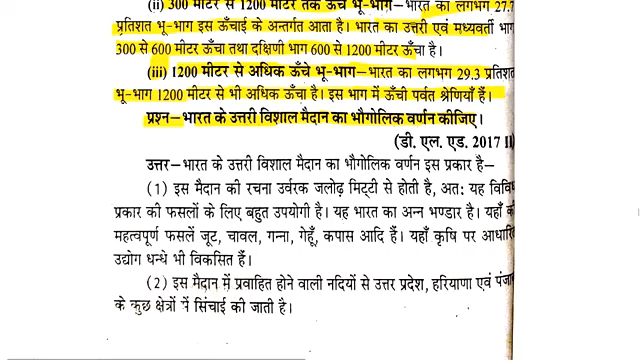 (ii) 300 मीटर से 1200 मीटर तक ऊँचे भू-भाग—भारत का लगभग 27.7
प्रतिशत भू-भाग इस ऊँचाई के अन्तर्गत आता है। भारत का उत्तरी एवं मध्यवर्ती भाग
300 से 600 मीटर ऊँचा तथा दक्षिणी भाग 600 से 1200 मीटर ऊँचा है।
(iii) 1200 मीटर से अधिक ऊँचे भू-भाग—भारत का लगभग 29.3 प्रतिशत
भू-भाग 1200 मीटर से भी अधिक ऊँचा है। इस भाग में ऊँची पर्वत श्रेणियाँ हैं।
प्रश्न—भारत के उत्तरी विशाल मैदान का भौगोलिक वर्णन कीजिए।
(डी. एल. एड. 2017 II)
उत्तर—भारत के उत्तरी विशाल मैदान का भौगोलिक वर्णन इस प्रकार है—
(1) इस मैदान की रचना उर्वरक जलोढ़ मिट्टी से होती है, अतः यह विविध
प्रकार की फसलों के लिए बहुत उपयोगी है। यह भारत का अन्न भण्डार है। यहाँ की
महत्वपूर्ण फसलें जूट, चावल, गन्ना, गेहूँ, कपास आदि हैं। यहाँ कृषि पर आधारित
उद्योग धन्धे भी विकसित हैं।
(2) इस मैदान में प्रवाहित होने वाली नदियों से उत्तर प्रदेश, हरियाणा एवं पंजाब
के कुछ क्षेत्रों में सिंचाई की जाती है।